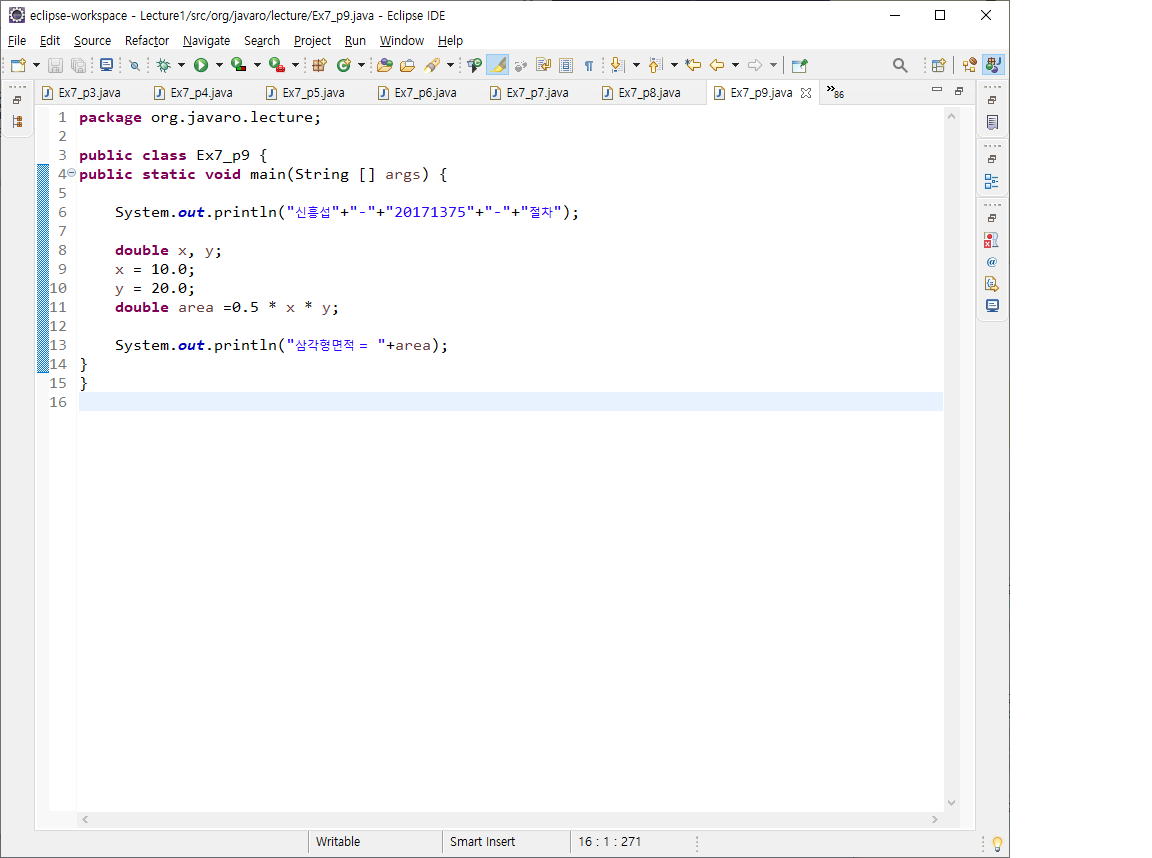 eclipse-workspace - Lecture1/src/org/javaro/lecture/Ex7_p9.java - Eclipse IDE
File Edit Source Refactor Navigate Search Project Run Window Help
Ex7_p3.java Ex7_p4.java Ex7_p5.java Ex7_p6.java Ex7_p7.java Ex7_p8.java Ex7_p9.java »86
1 package org.javaro.lecture;
2
3 public class Ex7_p9 {
4 public static void main(String [] args) {
5
6 System.out.println("신흥섭"+"-"+"20171375"+"-"+"절차");
7
8 double x, y;
9 x = 10.0;
10 y = 20.0;
11 double area =0.5 * x * y;
12
13 System.out.println("삼각형면적 = "+area);
14 }
15 }
16
Writable Smart Insert 16 : 1 : 271